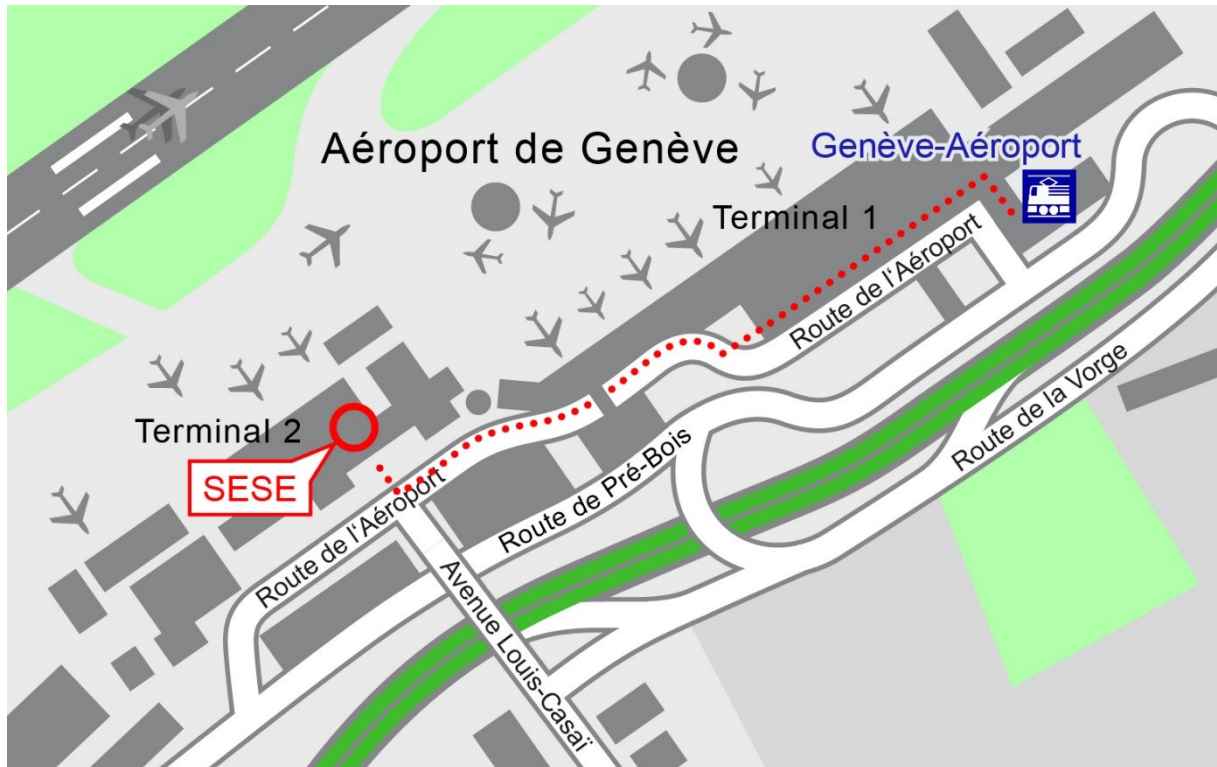 Aéroport de Genève
Genève-Aéroport
Terminal 1
Route de l'Aéroport
Route de la Vorge
Terminal 2
SESE
Route de Pré-Bois
Route de l'Aéroport
Avenue Louis-Casaï